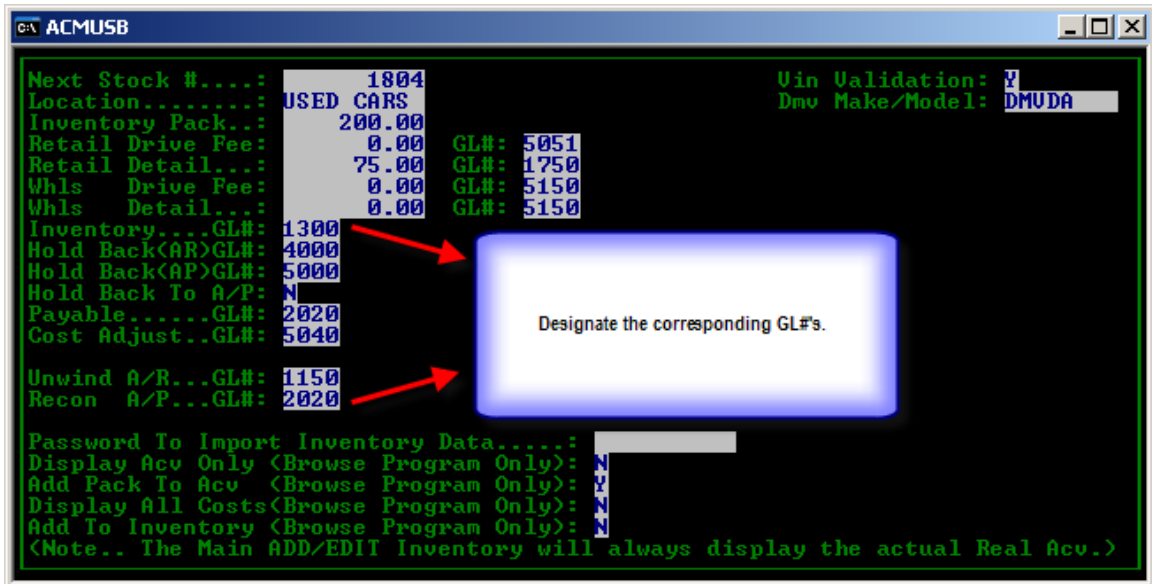 ACMUSB
Next Stock #....: 1804 Vin Validation: Y
Location........: USED CARS Dmv Make/Model: DMVDA
Inventory Pack..: 200.00
Retail Drive Fee: 0.00 GL#: 5051
Retail Detail...: 75.00 GL#: 1750
Whls Drive Fee: 0.00 GL#: 5150
Whls Detail...: 0.00 GL#: 5150
Inventory....GL#: 1300
Hold Back(AR)GL#: 4000
Hold Back(AP)GL#: 5000
Hold Back To A/P: N
Payable......GL#: 2020
Cost Adjust..GL#: 5040
Designate the corresponding GL#'s.
Unwind A/R...GL#: 1150
Recon A/P...GL#: 2020
Password To Import Inventory Data.....:
Display Acv Only (Browse Program Only): N
Add Pack To Acv (Browse Program Only): Y
Display All Costs(Browse Program Only): N
Add To Inventory (Browse Program Only): N
(Note.. The Main ADD/EDIT Inventory will always display the actual Real Acv.)